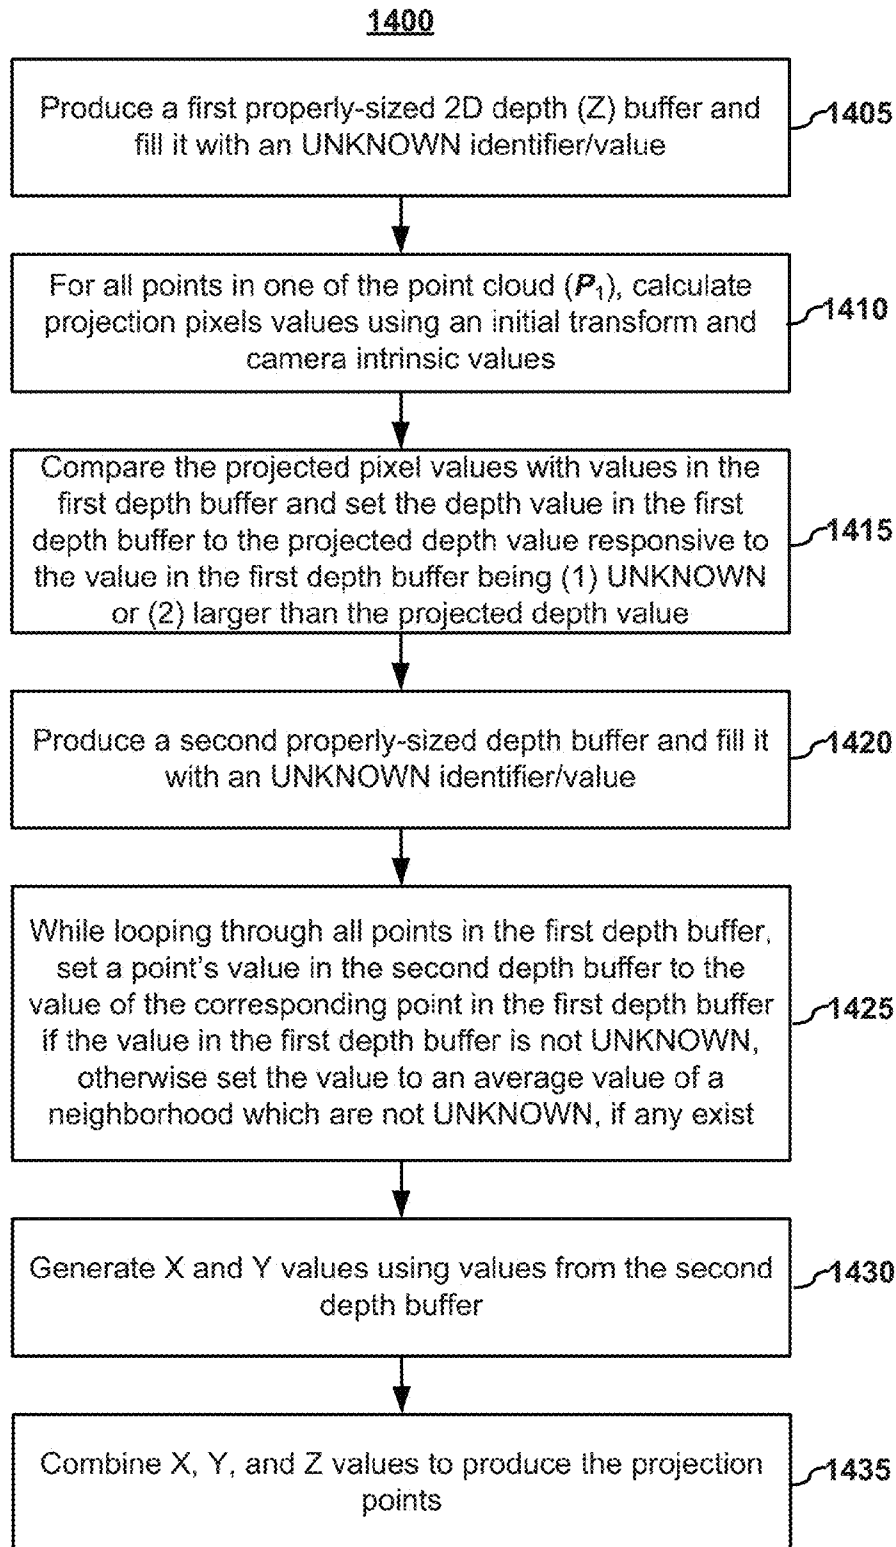 1400
Produce a first properly-sized 2D depth (Z) buffer and
fill it with an UNKNOWN identifier/value
1405
For all points in one of the point cloud (P1), calculate
projection pixels values using an initial transform and
camera intrinsic values
1410
Compare the projected pixel values with values in the
first depth buffer and set the depth value in the first
depth buffer to the projected depth value responsive to
the value in the first depth buffer being (1) UNKNOWN
or (2) larger than the projected depth value
1415
Produce a second properly-sized depth buffer and fill it
with an UNKNOWN identifier/value
1420
While looping through all points in the first depth buffer,
set a point's value in the second depth buffer to the
value of the corresponding point in the first depth buffer
if the value in the first depth buffer is not UNKNOWN,
otherwise set the value to an average value of a
neighborhood which are not UNKNOWN, if any exist
1425
Generate X and Y values using values from the second
depth buffer
1430
Combine X, Y, and Z values to produce the projection
points
1435